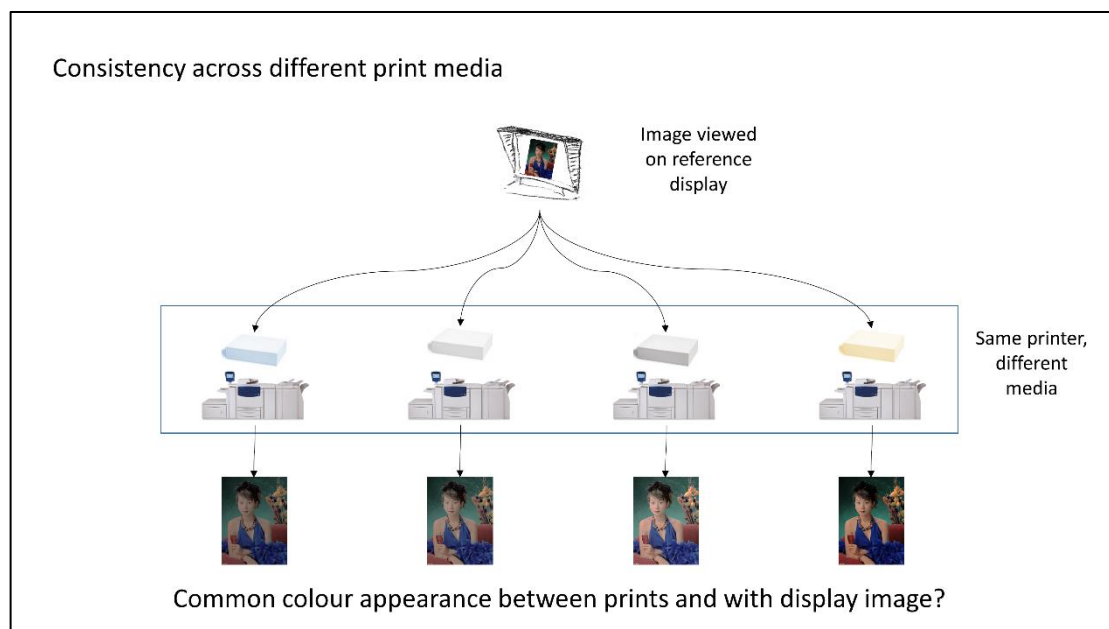 Consistency across different print media
Image viewed
on reference
display
Same printer,
different
media
Common colour appearance between prints and with display image?